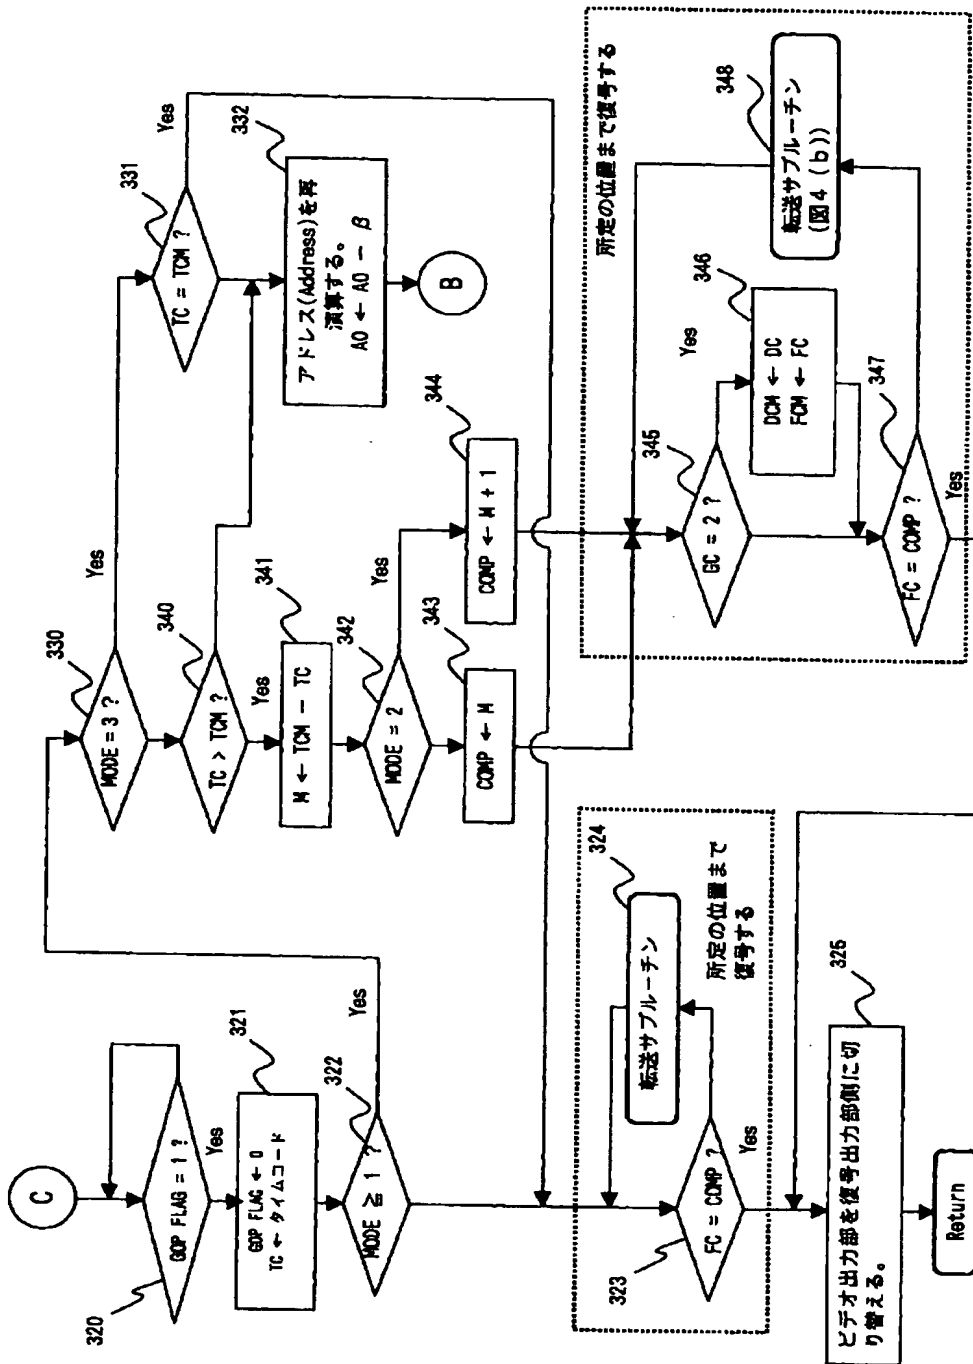 C
320
GOP FLAG = 1 ?
Yes
321
GOP FLAG ← 0
TC ← タイムコード
322
MODE ≧ 1 ?
Yes
330
MODE = 3 ?
Yes
331
TC = TCM ?
Yes
332
アドレス(Address)を再
演算する。
A0 ← A0 - β
B
340
TC > TCM ?
Yes
341
M ← TCM - TC
342
MODE = 2
Yes
343
COMP ← M
344
COMP ← M + 1
所定の位置まで復号する
345
GC = 2 ?
Yes
346
DCM ← DC
FCM ← FC
347
FC = COMP ?
Yes
348
転送サブルーチン
(図4 (b))
323
FC = COMP ?
Yes
324
転送サブルーチン
所定の位置まで
復号する
325
ビデオ出力部を復号出力部側に切
り替える。
Return